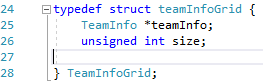 24 typedef struct teamInfoGrid {
25 TeamInfo *teamInfo;
26 unsigned int size;
27
28 } TeamInfoGrid;